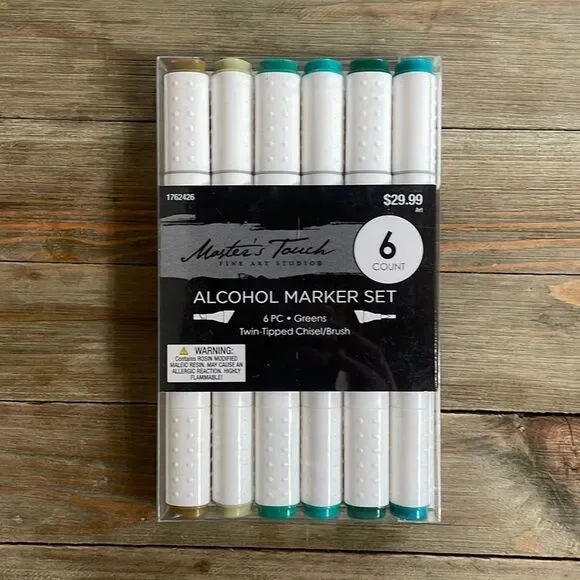 1762426
$29.99
Art
Master's Touch
FINE ART STUDIOS
6
COUNT
ALCOHOL MARKER SET
6 PC • Greens
Twin-Tipped Chisel/Brush
WARNING:
Contains ROSIN MODIFIED
MALEIC RESIN. MAY CAUSE AN
ALLERGIC REACTION. HIGHLY
FLAMMABLE!